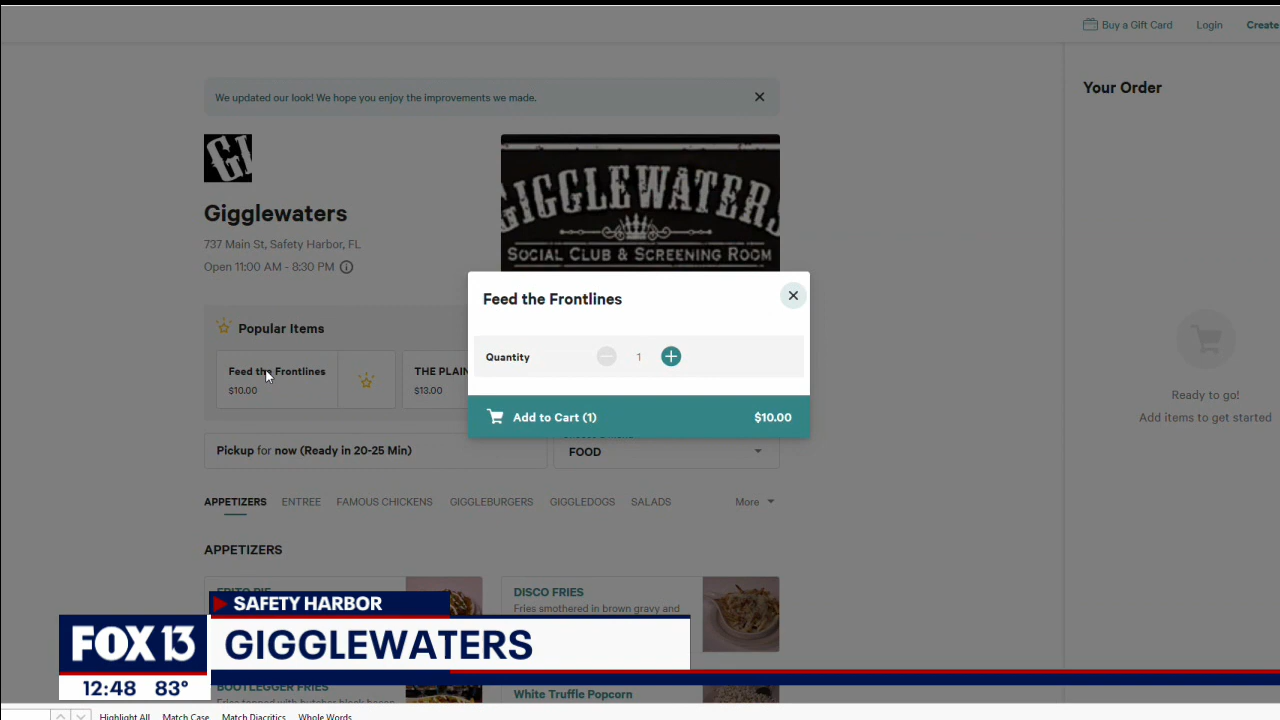 Buy a Gift Card
Login
Create
We updated our look! We hope you enjoy the improvements we made.
Your Order
GI
GIGGLEWATERS
SOCIAL CLUB & SCREENING ROOM
Gigglewaters
737 Main St, Safety Harbor, FL
Open 11:00 AM - 8:30 PM
Feed the Frontlines
Quantity
1
Add to Cart (1)
$10.00
Popular Items
Feed the Frontlines
$10.00
THE PLAIN
$13.00
Ready to go!
Add items to get started
Pickup for now (Ready in 20-25 Min)
FOOD
APPETIZERS
ENTREE
FAMOUS CHICKENS
GIGGLEBURGERS
GIGGLEDOGS
SALADS
More
APPETIZERS
DISCO FRIES
Fries smothered in brown gravy and
SAFETY HARBOR
FOX 13
GIGGLEWATERS
12:48 83°
BOOTLEGGER FRIES
White Truffle Popcorn
Highlight All
Match Case
Match Diacritics
Whole Words